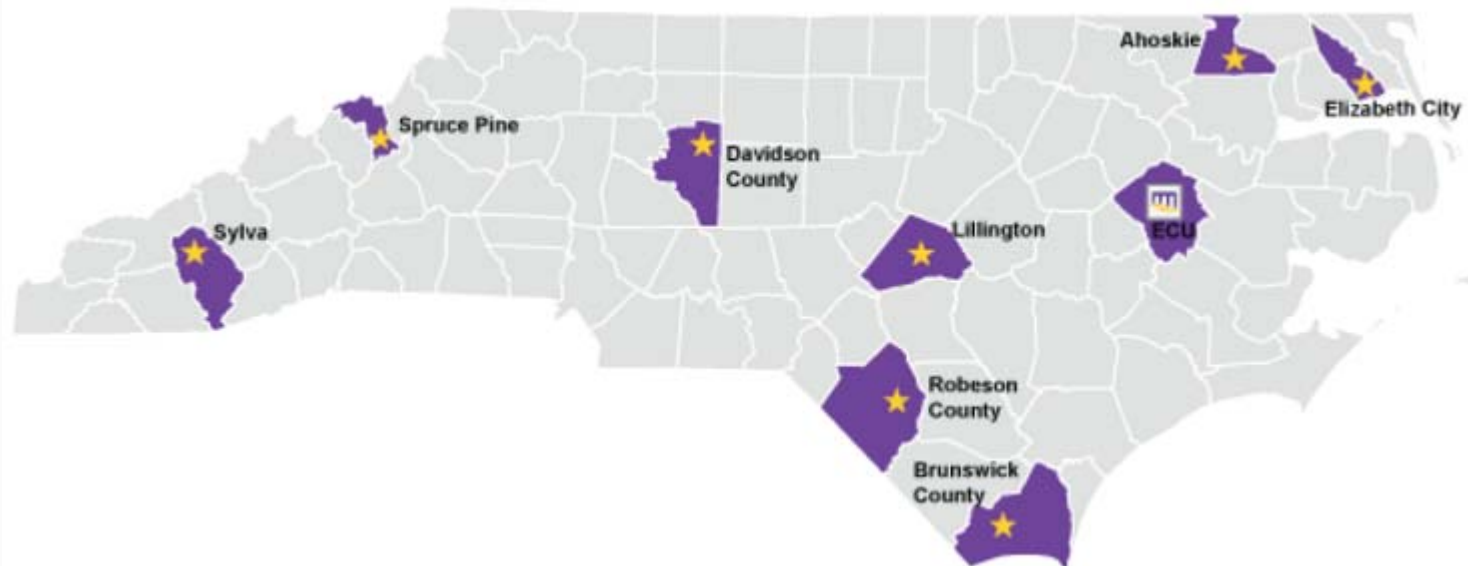 Ahoskie
Elizabeth City
Spruce Pine
Davidson
County
Sylva
Lillington
ECU
Robeson
County
Brunswick
County